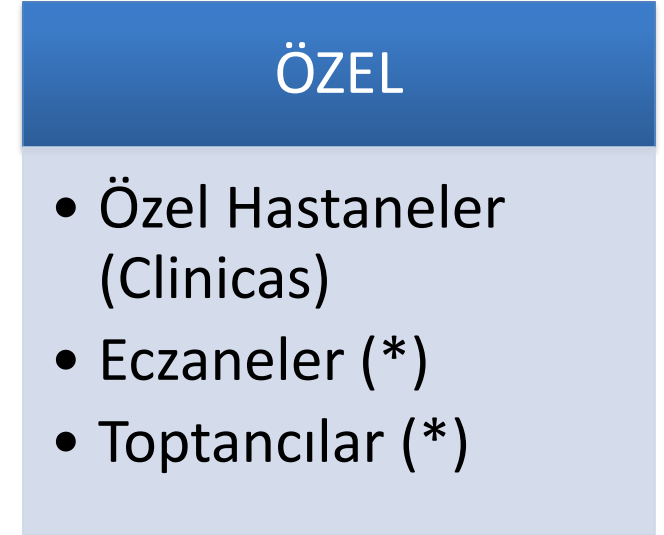 ÖZEL
• Özel Hastaneler
(Clinicas)
• Eczaneler (*)
• Toptancılar (*)